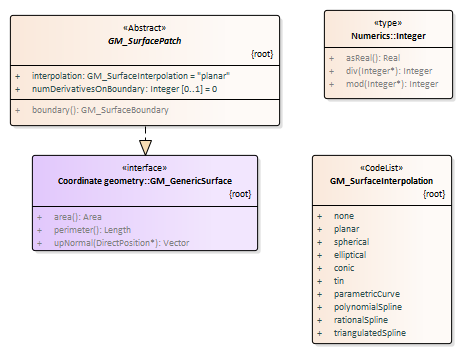 «Abstract»
GM_SurfacePatch
{root}
+ interpolation: GM_SurfaceInterpolation = "planar"
+ numDerivativesOnBoundary: Integer [0..1] = 0
+ boundary(): GM_SurfaceBoundary
«type»
Numerics::Integer
+ asReal(): Real
+ div(Integer*): Integer
+ mod(Integer*): Integer
«interface»
Coordinate geometry::GM_GenericSurface
{root}
+ area(): Area
+ perimeter(): Length
+ upNormal(DirectPosition*): Vector
«CodeList»
GM_SurfaceInterpolation
{root}
+ none
+ planar
+ spherical
+ elliptical
+ conic
+ tin
+ parametricCurve
+ polynomialSpline
+ rationalSpline
+ triangulatedSpline